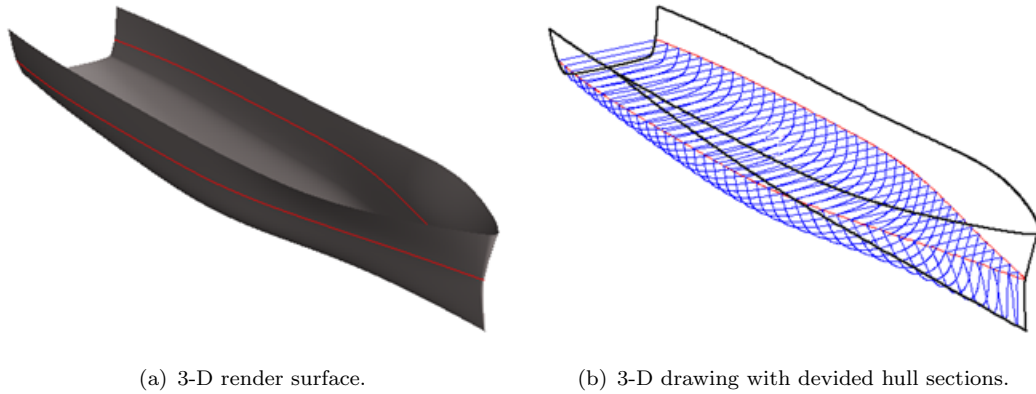 (a) 3-D render surface.
(b) 3-D drawing with devided hull sections.